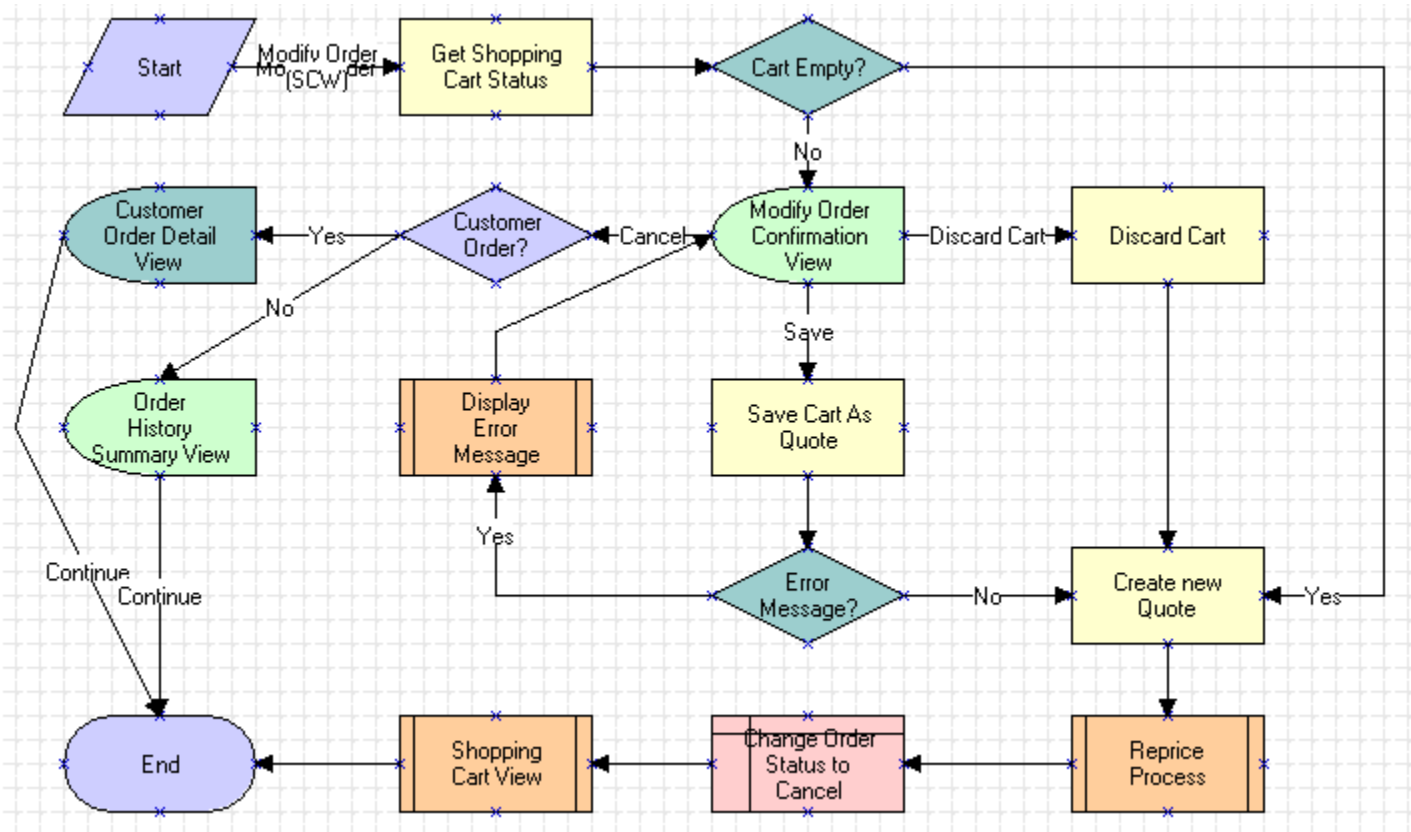 Start
Modify Order
(SCW)
Get Shopping
Cart Status
Cart Empty?
No
Customer
Order Detail
View
Yes
Customer
Order?
Cancel
Modify Order
Confirmation
View
Discard Cart
Discard Cart
No
Save
Order
History
Summary View
Display
Error
Message
Save Cart As
Quote
Yes
Continue
Continue
Error
Message?
No
Create new
Quote
Yes
End
Shopping
Cart View
Change Order
Status to
Cancel
Reprice
Process